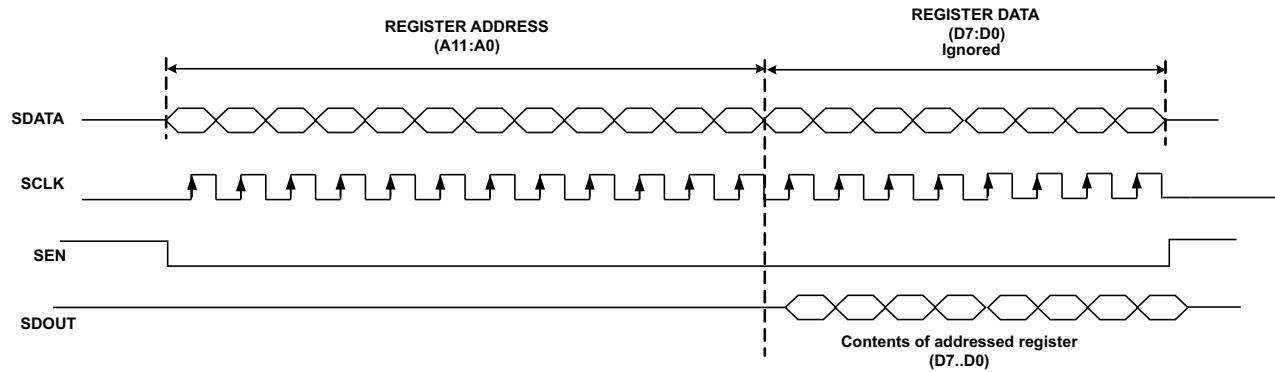 REGISTER ADDRESS
(A11:A0)
REGISTER DATA
(D7:D0)
Ignored
SDATA
SCLK
SEN
SDOUT
Contents of addressed register
(D7..D0)